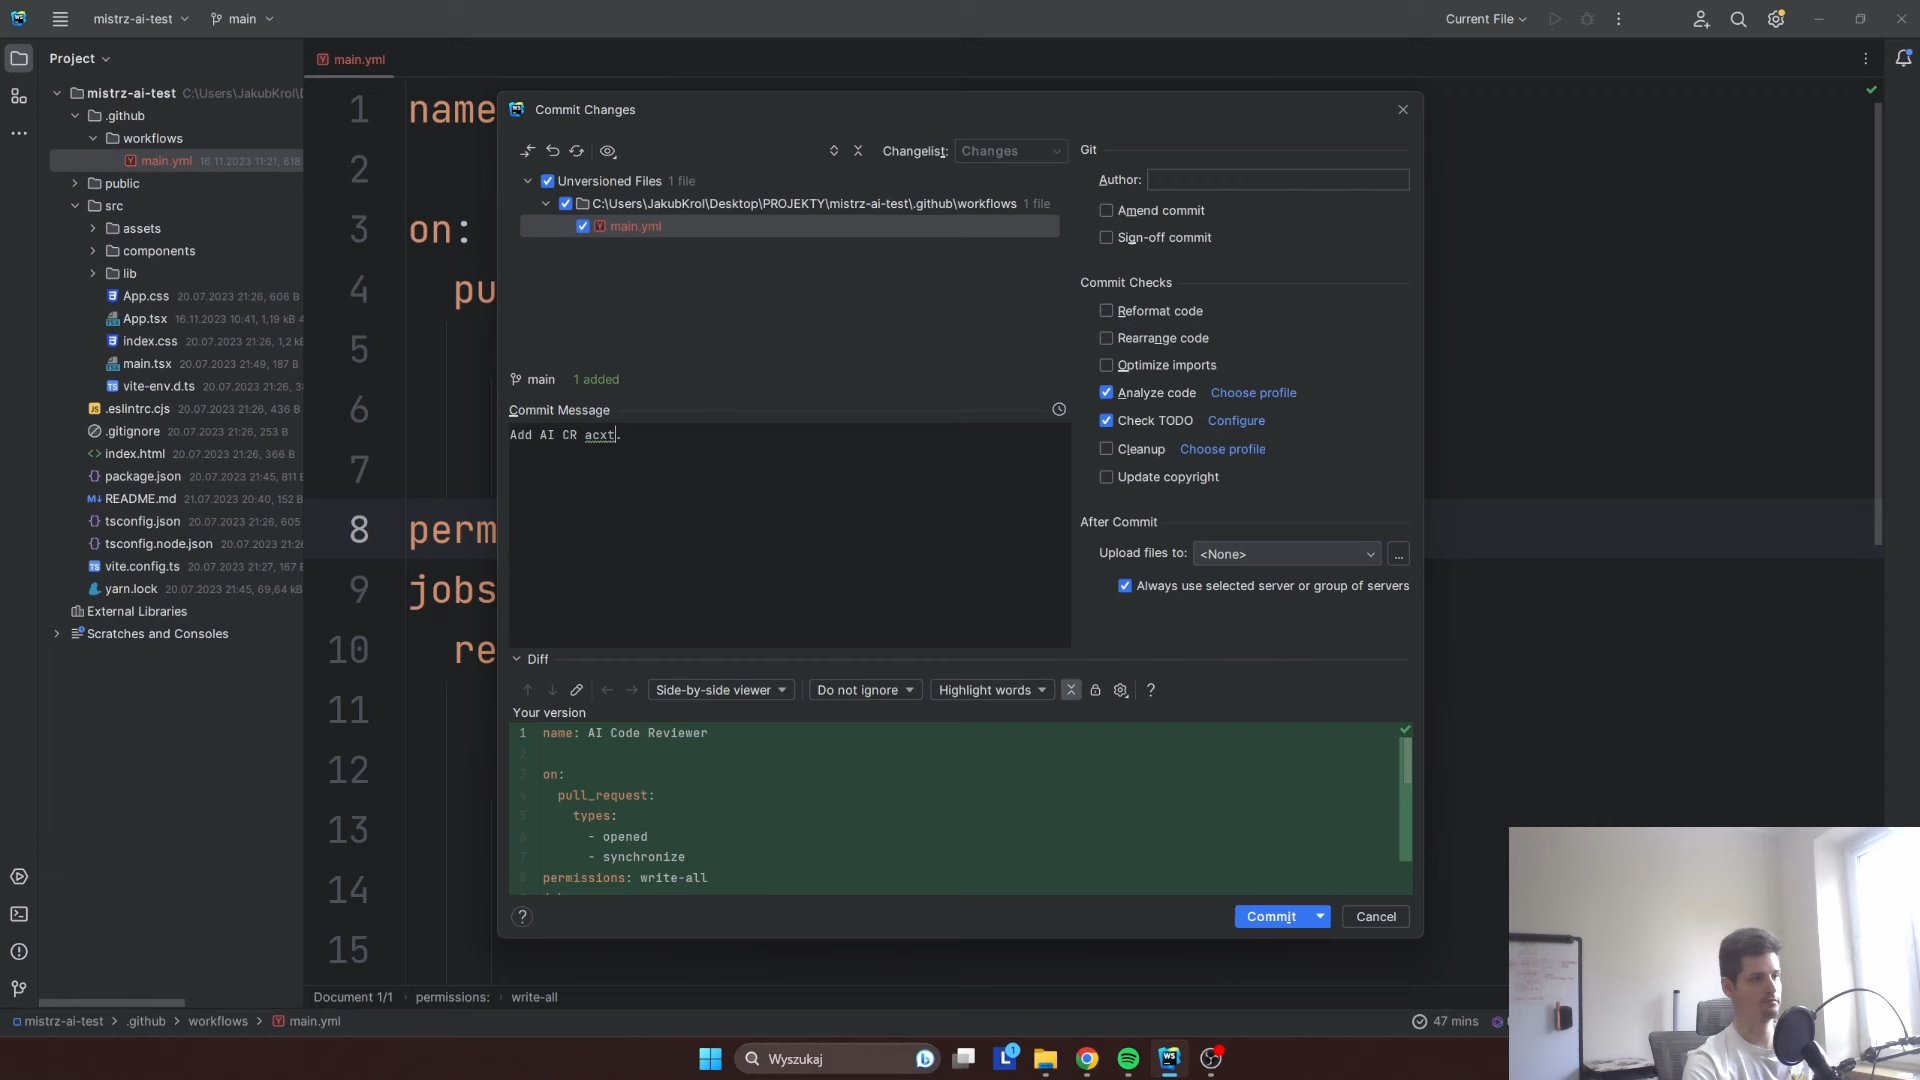 mistrz-ai-test
main
Current File
Project
main.yml
mistrz-ai-test C:\Users\JakubKrol\
.github
workflows
main.yml 16.11.2023 11:21, 618
public
src
assets
components
lib
App.css 20.07.2023 21:26, 606 B
App.tsx 16.11.2023 10:41, 1,19 kB
index.css 20.07.2023 21:26, 1,2 k
main.tsx 20.07.2023 21:49, 187 B
vite-env.d.ts 20.07.2023 21:26, 3
.eslintrc.cjs 20.07.2023 21:26, 436 B
.gitignore 20.07.2023 21:26, 253 B
index.html 20.07.2023 21:26, 366 B
package.json 20.07.2023 21:45, 811 B
README.md 21.07.2023 20:40, 152 B
tsconfig.json 20.07.2023 21:26, 605
tsconfig.node.json 20.07.2023 21:26
vite.config.ts 20.07.2023 21:27, 167 B
yarn.lock 20.07.2023 21:45, 69,64 kB
External Libraries
Scratches and Consoles
1 name
2
3 on:
4 pu
5
6
7
8 perm
9 jobs
10 re
11
12
13
14
15
Commit Changes
Changelist: Changes
Unversioned Files 1 file
C:\Users\JakubKrol\Desktop\PROJEKTY\mistrz-ai-test\.github\workflows 1 file
main.yml
main 1 added
Commit Message
Add AI CR acxt.
Git
Author:
Amend commit
Sign-off commit
Commit Checks
Reformat code
Rearrange code
Optimize imports
Analyze code Choose profile
Check TODO Configure
Cleanup Choose profile
Update copyright
After Commit
Upload files to: <None> ...
Always use selected server or group of servers
Diff
Side-by-side viewer Do not ignore Highlight words ?
Your version
1 name: AI Code Reviewer
2
3 on:
4 pull_request:
5 types:
6 - opened
7 - synchronize
8 permissions: write-all
? Commit Cancel
Document 1/1 permissions: write-all
mistrz-ai-test .github workflows main.yml
47 mins
Wyszukaj
L 1
WS